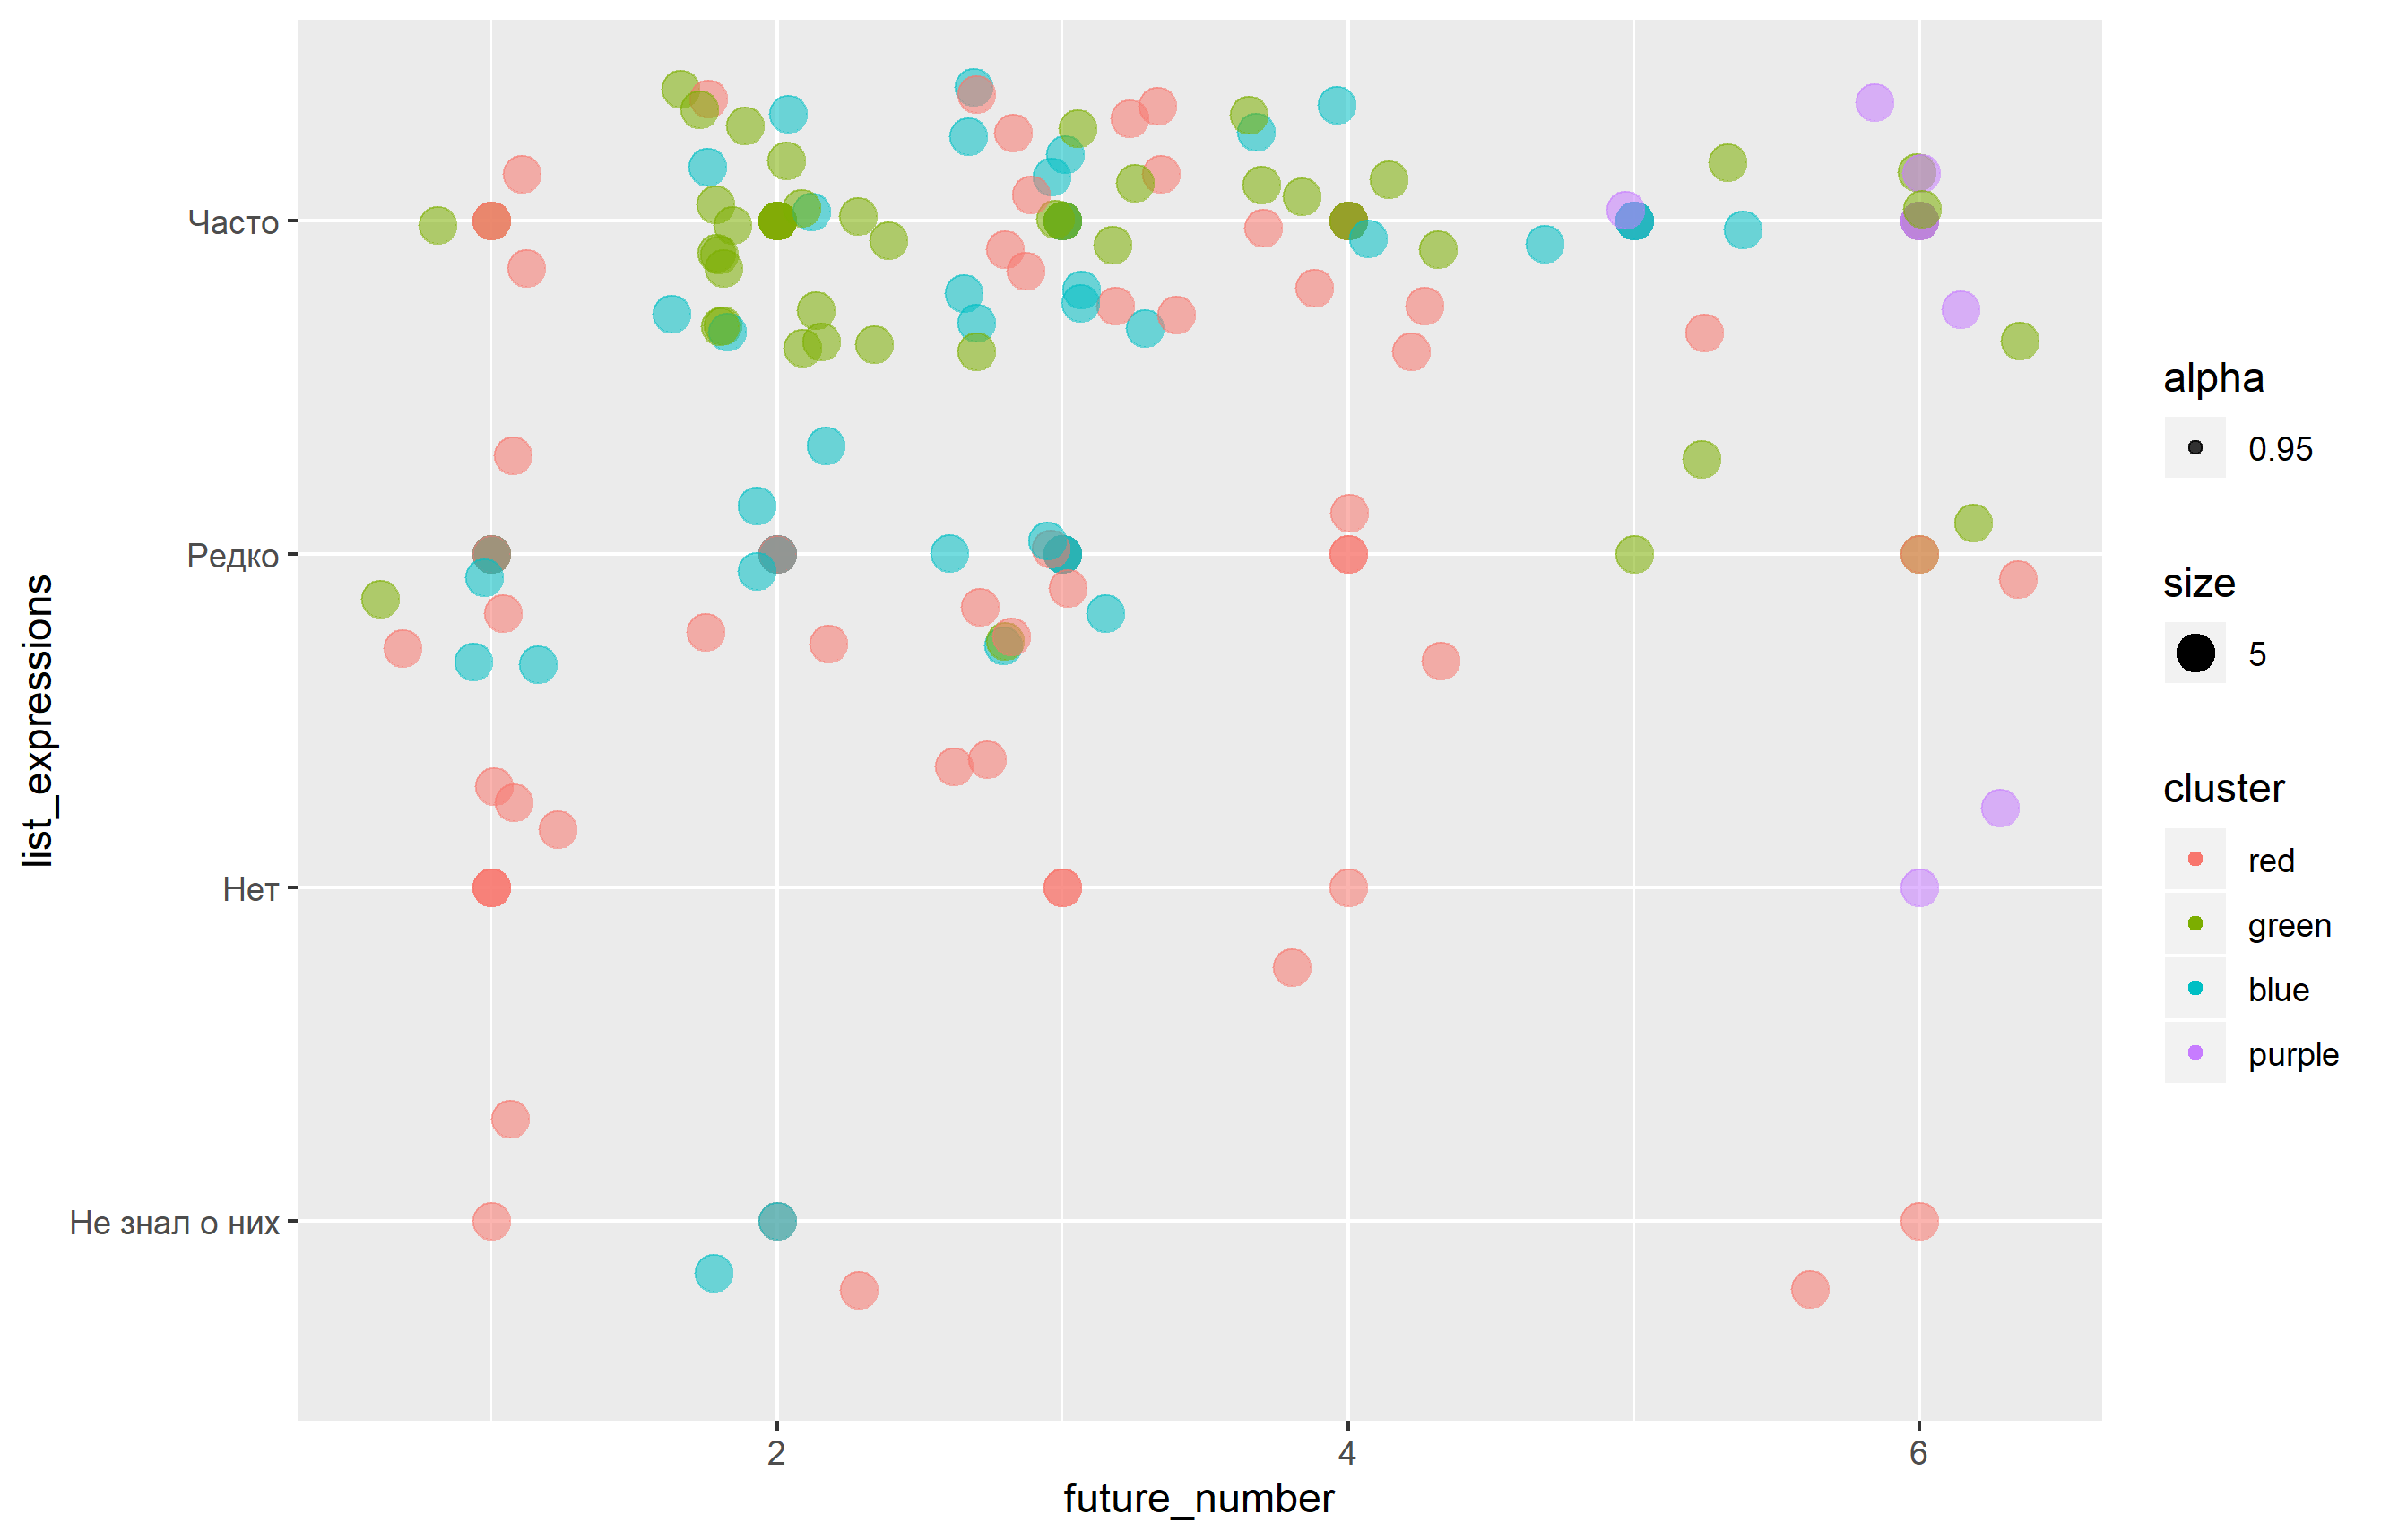 list_expressions
Часто
Редко
Нет
Не знал о них
2
4
6
future_number
alpha
0.95
size
5
cluster
red
green
blue
purple